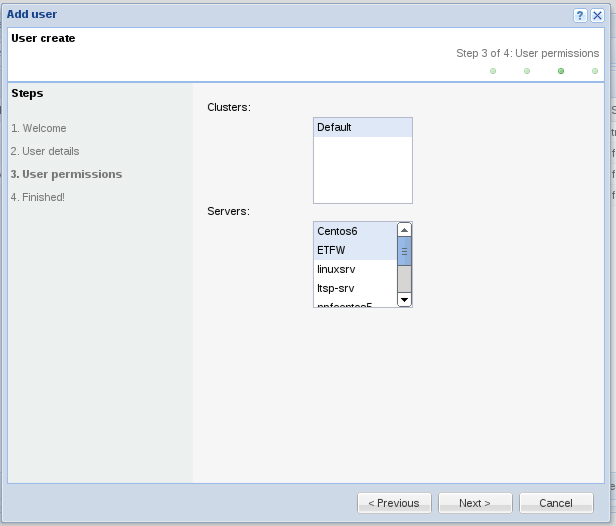 Add user
User create
Step 3 of 4: User permissions
Steps
1. Welcome
2. User details
3. User permissions
4. Finished!
Clusters:
Default
Servers:
Centos6
ETFW
linuxsrv
ltsp-srv
< Previous
Next >
Cancel